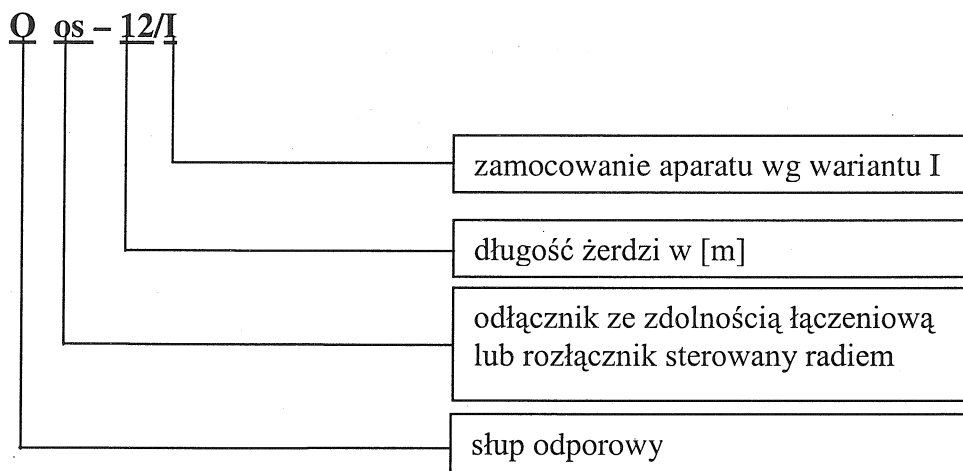 O os – 12/I
zamocowanie aparatu wg wariantu I
długość żerdzi w [m]
odłącznik ze zdolnością łączeniową
lub rozłącznik sterowany radiem
słup odporowy